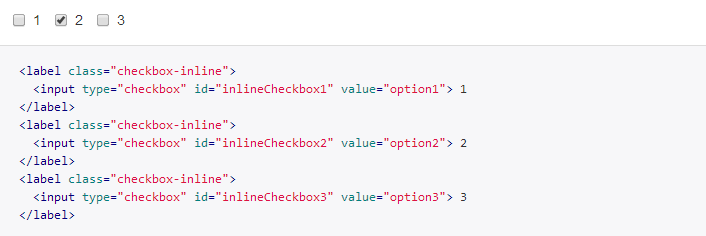 1 2 3
<label class="checkbox-inline">
  <input type="checkbox" id="inlineCheckbox1" value="option1"> 1
</label>
<label class="checkbox-inline">
  <input type="checkbox" id="inlineCheckbox2" value="option2"> 2
</label>
<label class="checkbox-inline">
  <input type="checkbox" id="inlineCheckbox3" value="option3"> 3
</label>